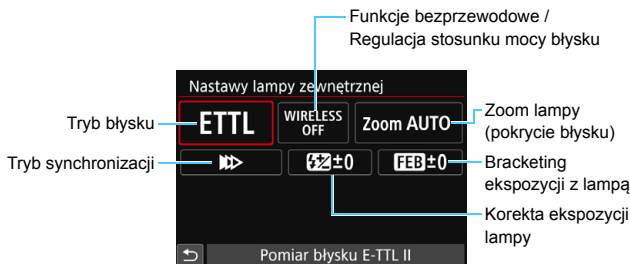 Funkcje bezprzewodowe /
Regulacja stosunku mocy błysku
Nastawy lampy zewnętrznej
Tryb błysku
ETTL
WIRELESS
OFF
Zoom AUTO
Zoom lampy
(pokrycie błysku)
Tryb synchronizacji
±0
FEB±0
Bracketing
ekspozycji z lampą
Korekta ekspozycji
lampy
Pomiar błysku E-TTL II